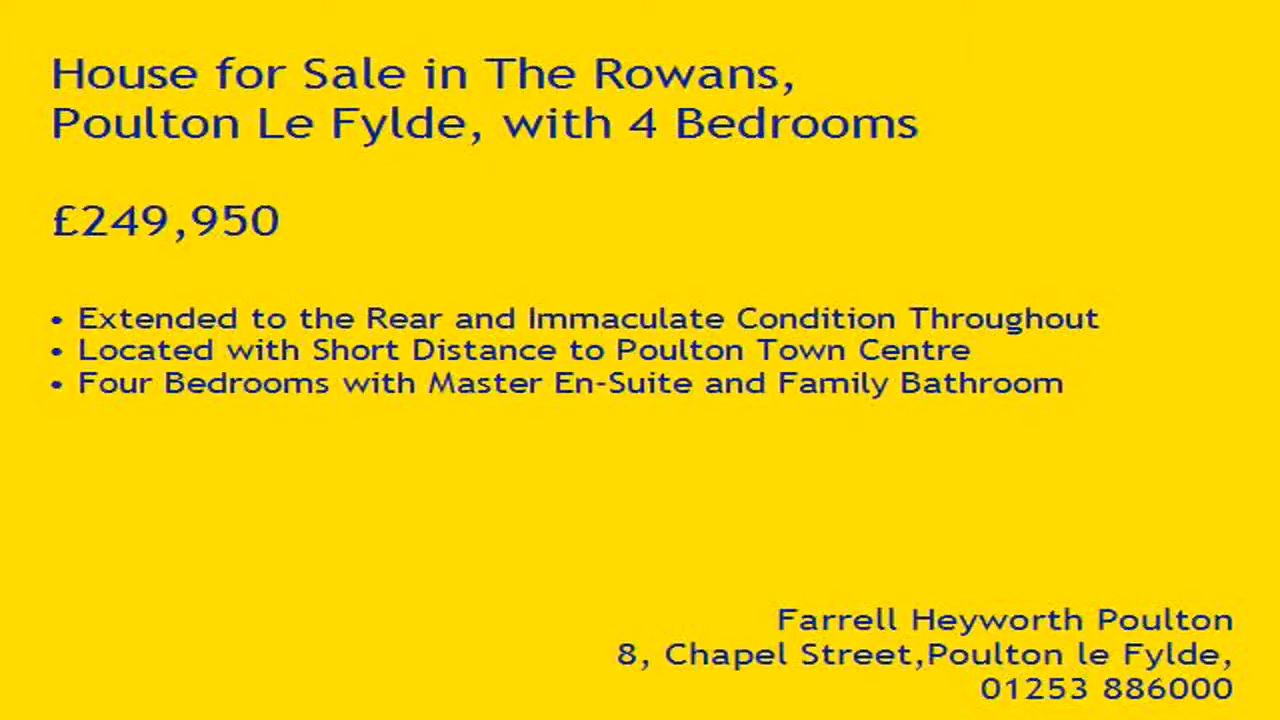 House for Sale in The Rowans,
Poulton Le Fylde, with 4 Bedrooms
£249,950
• Extended to the Rear and Immaculate Condition Throughout
• Located with Short Distance to Poulton Town Centre
• Four Bedrooms with Master En-Suite and Family Bathroom
Farrell Heyworth Poulton
8, Chapel Street,Poulton le Fylde,
01253 886000